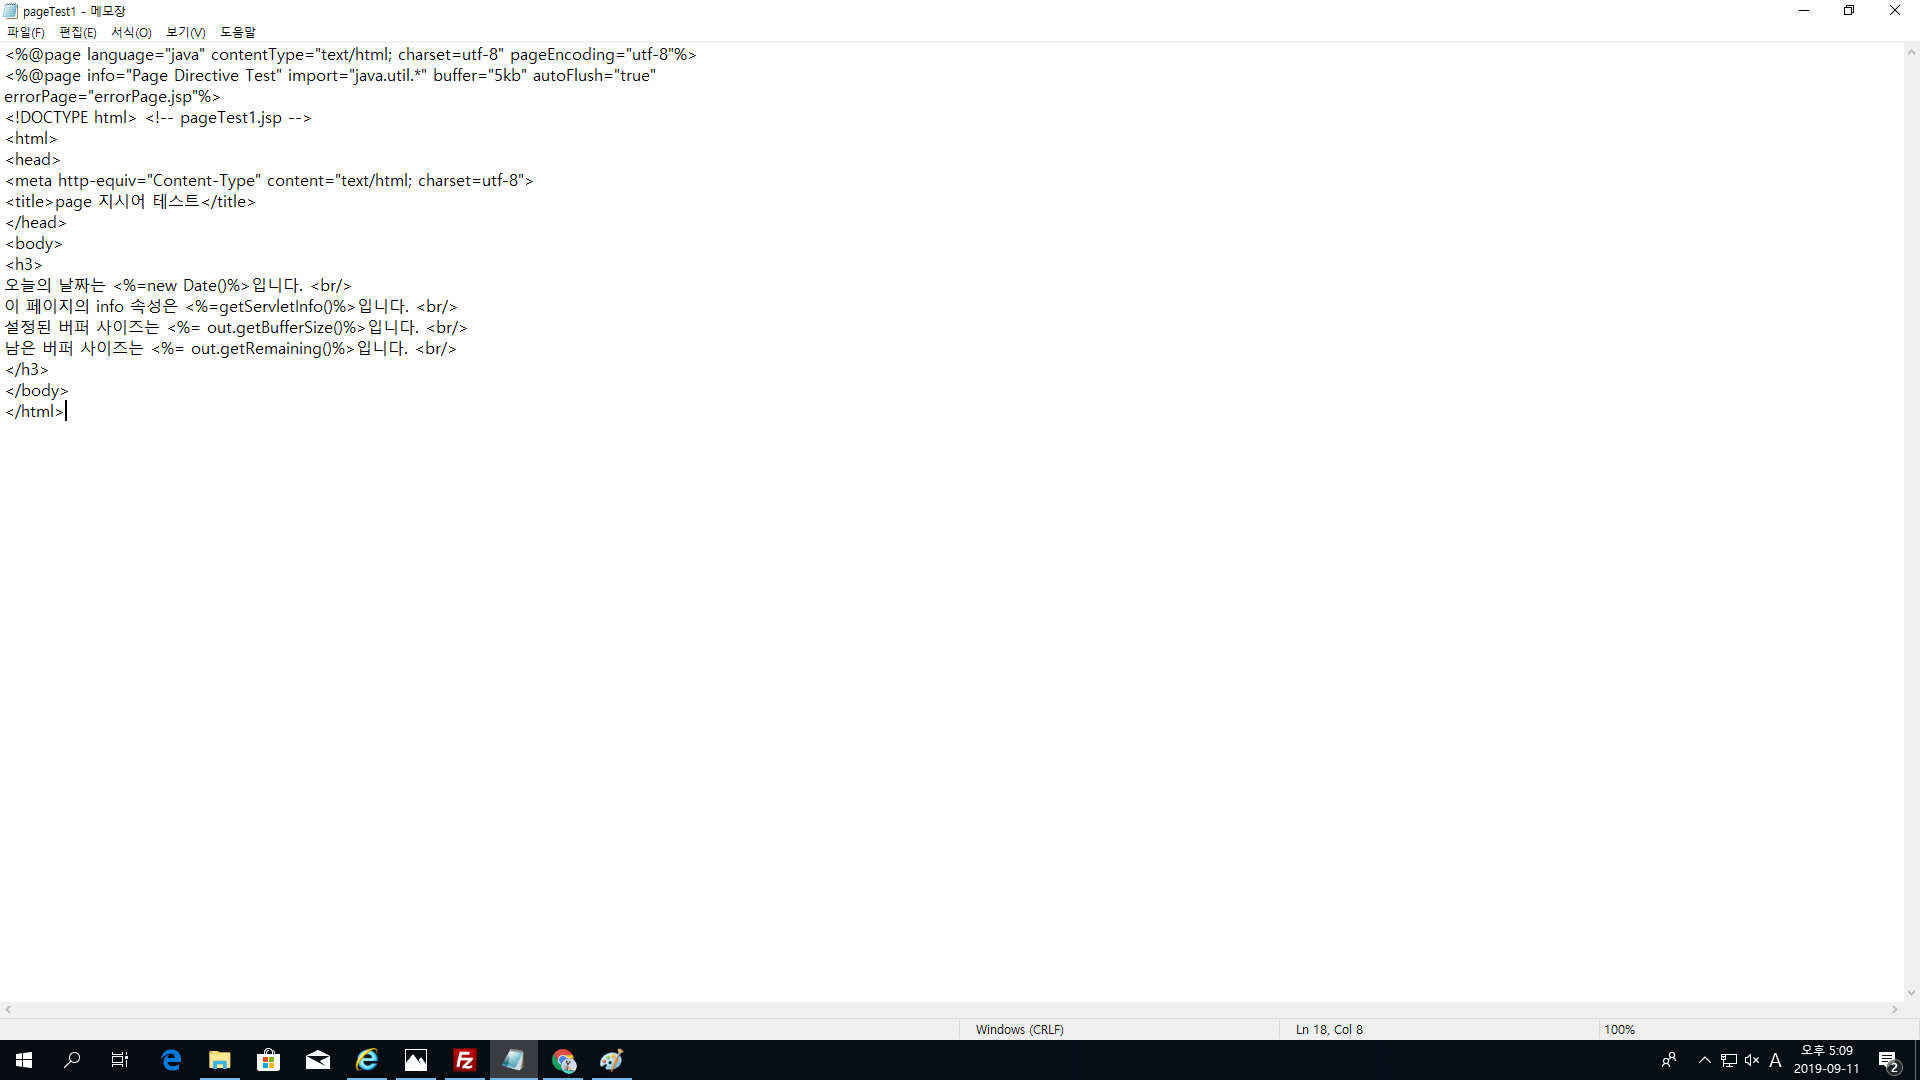 pageTest1 - 메모장
파일(F) 편집(E) 서식(O) 보기(V) 도움말
<%@page language="java" contentType="text/html; charset=utf-8" pageEncoding="utf-8"%>
<%@page info="Page Directive Test" import="java.util.*" buffer="5kb" autoFlush="true"
errorPage="errorPage.jsp"%>
<!DOCTYPE html> <!-- pageTest1.jsp -->
<html>
<head>
<meta http-equiv="Content-Type" content="text/html; charset=utf-8">
<title>page 지시어 테스트</title>
</head>
<body>
<h3>
오늘의 날짜는 <%=new Date()%>입니다. <br/>
이 페이지의 info 속성은 <%=getServletInfo()%>입니다. <br/>
설정된 버퍼 사이즈는 <%= out.getBufferSize()%>입니다. <br/>
남은 버퍼 사이즈는 <%= out.getRemaining()%>입니다. <br/>
</h3>
</body>
</html>
Windows (CRLF) Ln 18, Col 8 100%
Fz
A 오후 5:09
2019-09-11
2